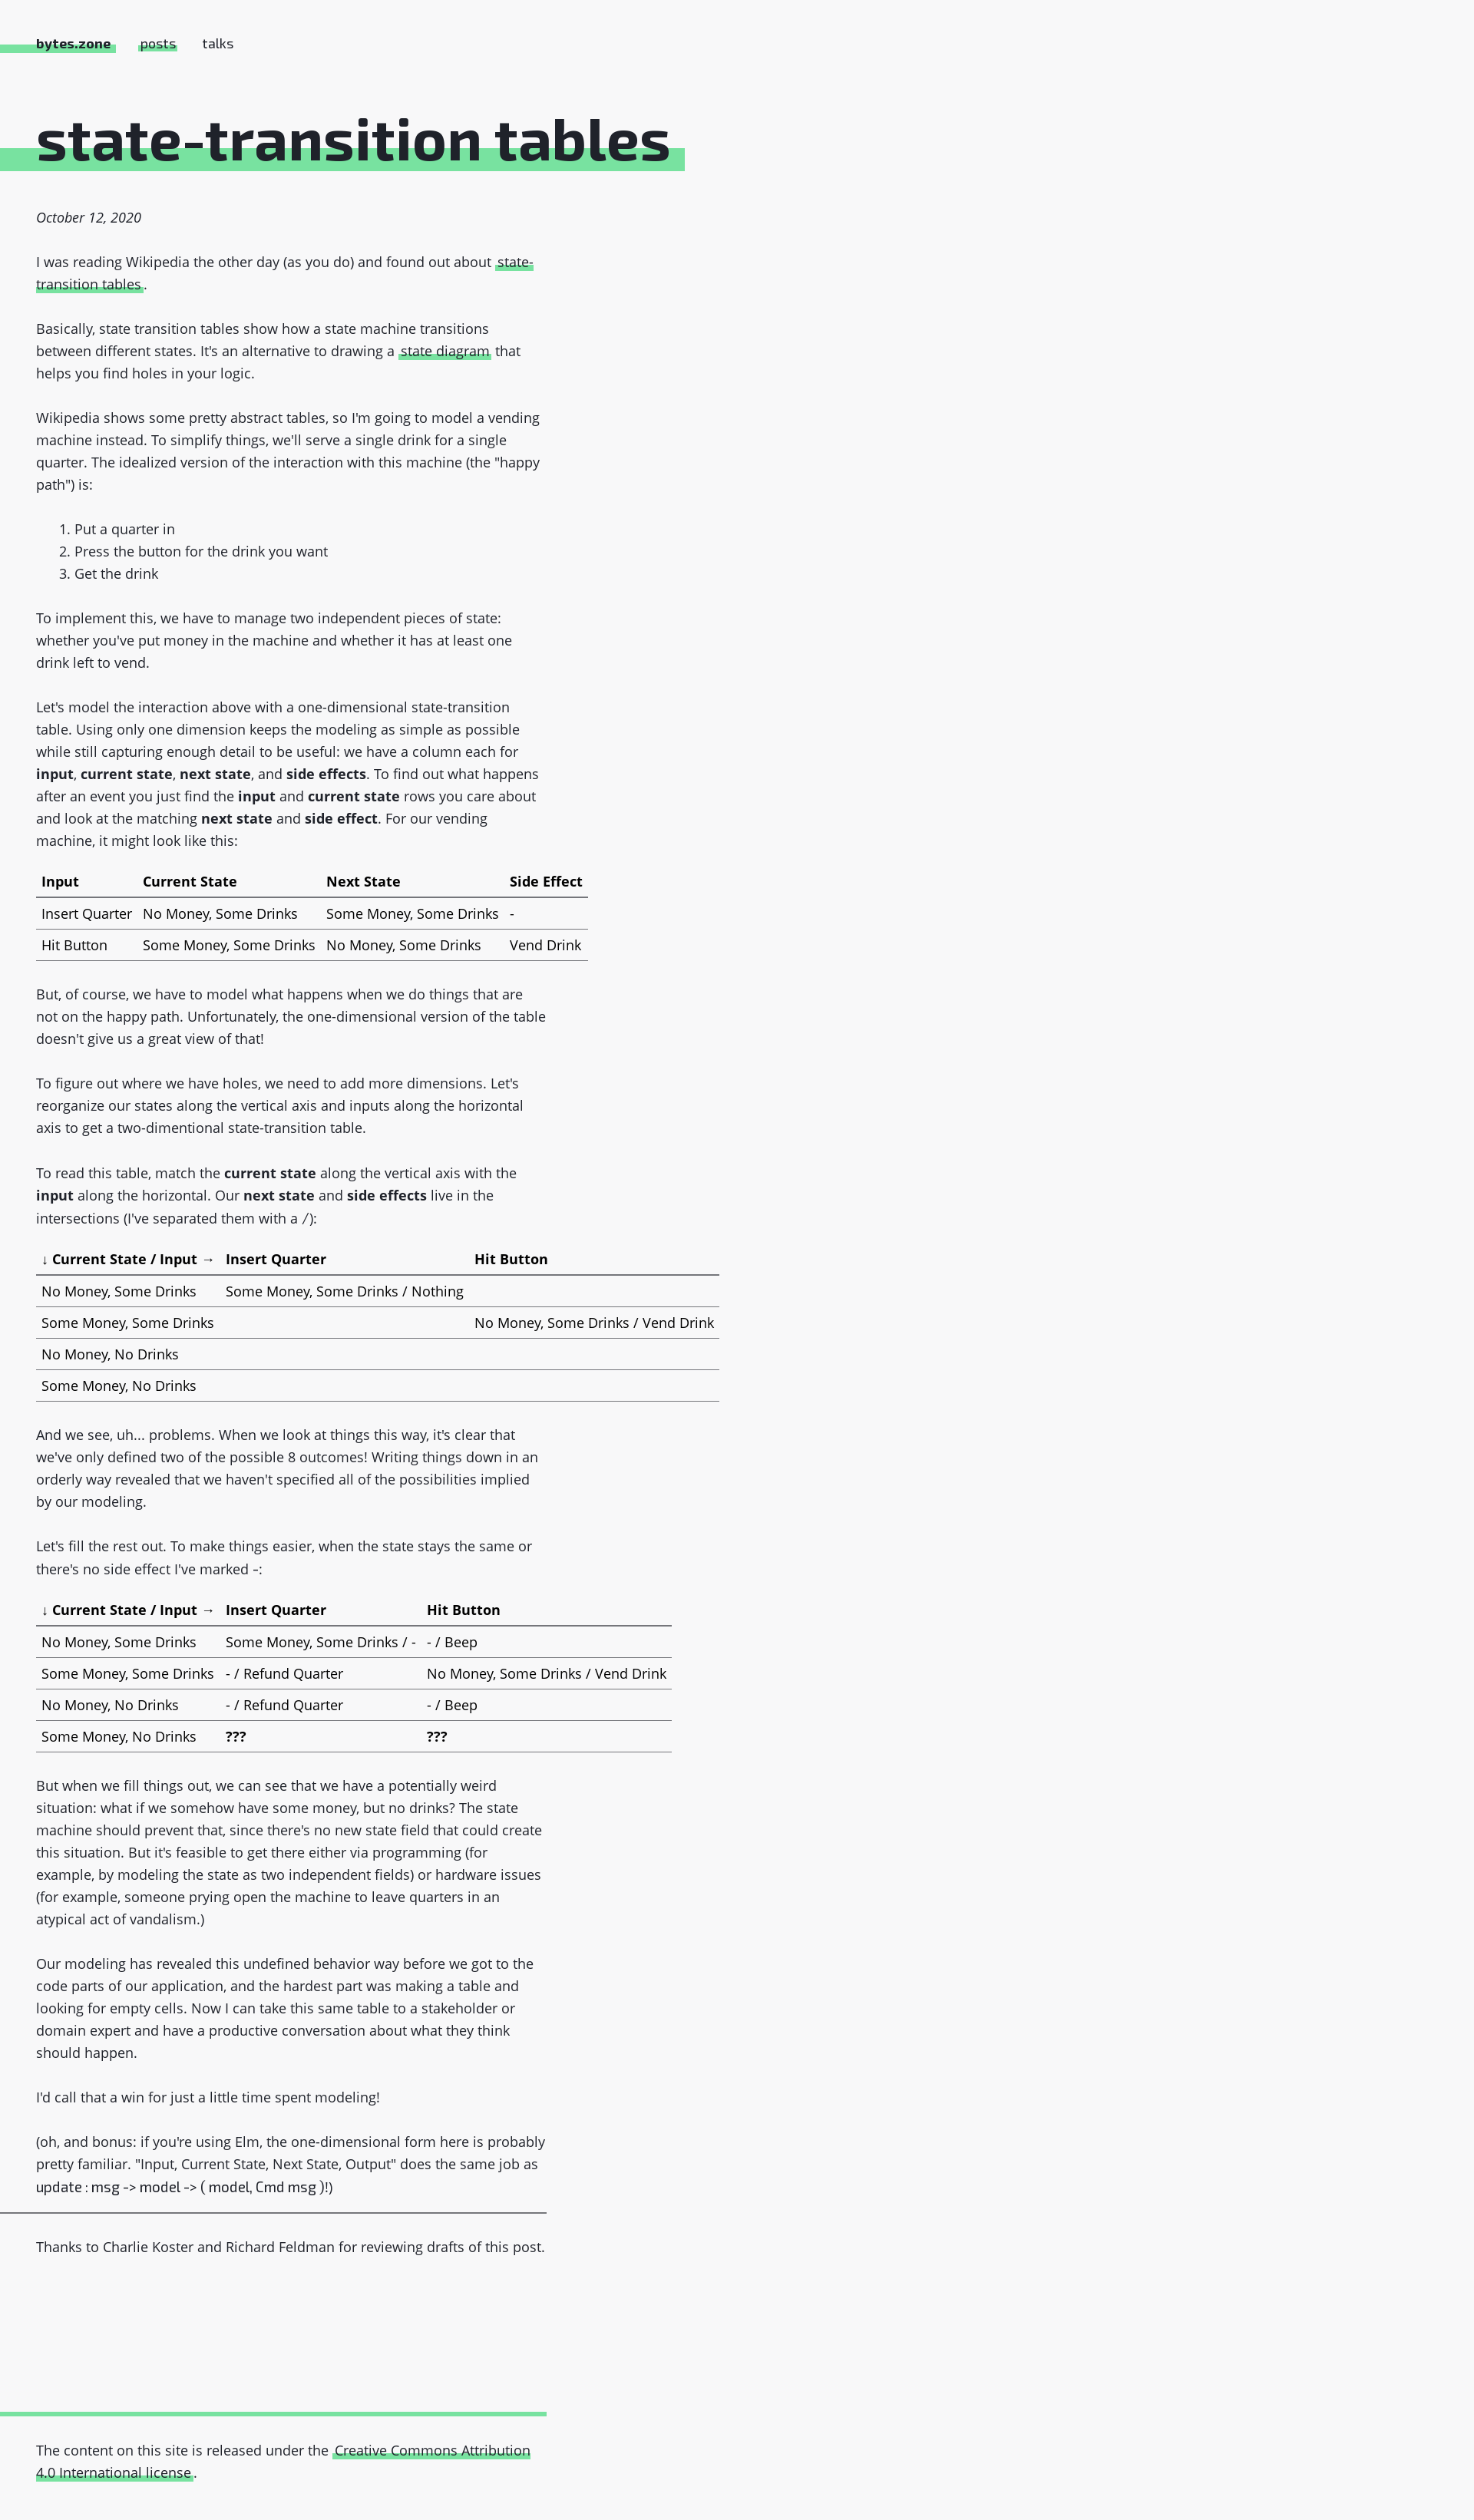 bytes.zone posts talks
state-transition tables
October 12, 2020
I was reading Wikipedia the other day (as you do) and found out about state-
transition tables.
Basically, state transition tables show how a state machine transitions
between different states. It's an alternative to drawing a state diagram that
helps you find holes in your logic.
Wikipedia shows some pretty abstract tables, so I'm going to model a vending
machine instead. To simplify things, we'll serve a single drink for a single
quarter. The idealized version of the interaction with this machine (the "happy
path") is:
1. Put a quarter in
2. Press the button for the drink you want
3. Get the drink
To implement this, we have to manage two independent pieces of state:
whether you've put money in the machine and whether it has at least one
drink left to vend.
Let's model the interaction above with a one-dimensional state-transition
table. Using only one dimension keeps the modeling as simple as possible
while still capturing enough detail to be useful: we have a column each for
input, current state, next state, and side effects. To find out what happens
after an event you just find the input and current state rows you care about
and look at the matching next state and side effect. For our vending
machine, it might look like this:
Input Current State Next State Side Effect
Insert Quarter No Money, Some Drinks Some Money, Some Drinks -
Hit Button Some Money, Some Drinks No Money, Some Drinks Vend Drink
But, of course, we have to model what happens when we do things that are
not on the happy path. Unfortunately, the one-dimensional version of the table
doesn't give us a great view of that!
To figure out where we have holes, we need to add more dimensions. Let's
reorganize our states along the vertical axis and inputs along the horizontal
axis to get a two-dimentional state-transition table.
To read this table, match the current state along the vertical axis with the
input along the horizontal. Our next state and side effects live in the
intersections (I've separated them with a /):
↓ Current State / Input → Insert Quarter Hit Button
No Money, Some Drinks Some Money, Some Drinks / Nothing
Some Money, Some Drinks No Money, Some Drinks / Vend Drink
No Money, No Drinks
Some Money, No Drinks
And we see, uh... problems. When we look at things this way, it's clear that
we've only defined two of the possible 8 outcomes! Writing things down in an
orderly way revealed that we haven't specified all of the possibilities implied
by our modeling.
Let's fill the rest out. To make things easier, when the state stays the same or
there's no side effect I've marked -:
↓ Current State / Input → Insert Quarter Hit Button
No Money, Some Drinks Some Money, Some Drinks / - - / Beep
Some Money, Some Drinks - / Refund Quarter No Money, Some Drinks / Vend Drink
No Money, No Drinks - / Refund Quarter - / Beep
Some Money, No Drinks ??? ???
But when we fill things out, we can see that we have a potentially weird
situation: what if we somehow have some money, but no drinks? The state
machine should prevent that, since there's no new state field that could create
this situation. But it's feasible to get there either via programming (for
example, by modeling the state as two independent fields) or hardware issues
(for example, someone prying open the machine to leave quarters in an
atypical act of vandalism.)
Our modeling has revealed this undefined behavior way before we got to the
code parts of our application, and the hardest part was making a table and
looking for empty cells. Now I can take this same table to a stakeholder or
domain expert and have a productive conversation about what they think
should happen.
I'd call that a win for just a little time spent modeling!
(oh, and bonus: if you're using Elm, the one-dimensional form here is probably
pretty familiar. "Input, Current State, Next State, Output" does the same job as
update : msg -> model -> ( model, Cmd msg )!)
Thanks to Charlie Koster and Richard Feldman for reviewing drafts of this post.
The content on this site is released under the Creative Commons Attribution
4.0 International license.